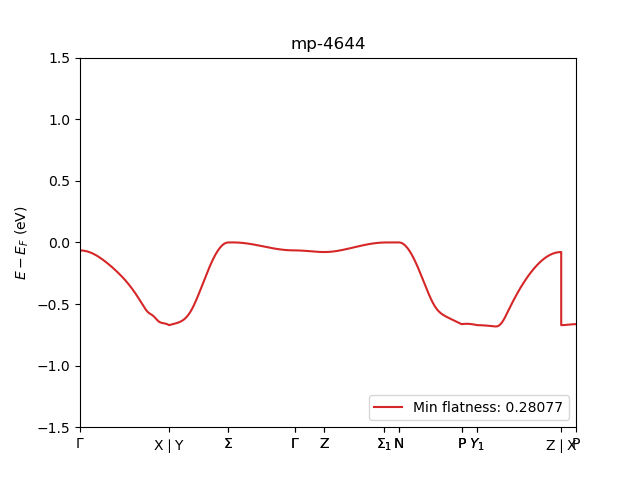 mp-4644
1.5
1.0
0.5
0.0
−0.5
−1.0
−1.5
E − E_F (eV)
Min flatness: 0.28077
Γ X | Y Σ Γ Z Σ₁ N P Y₁ Z | X P